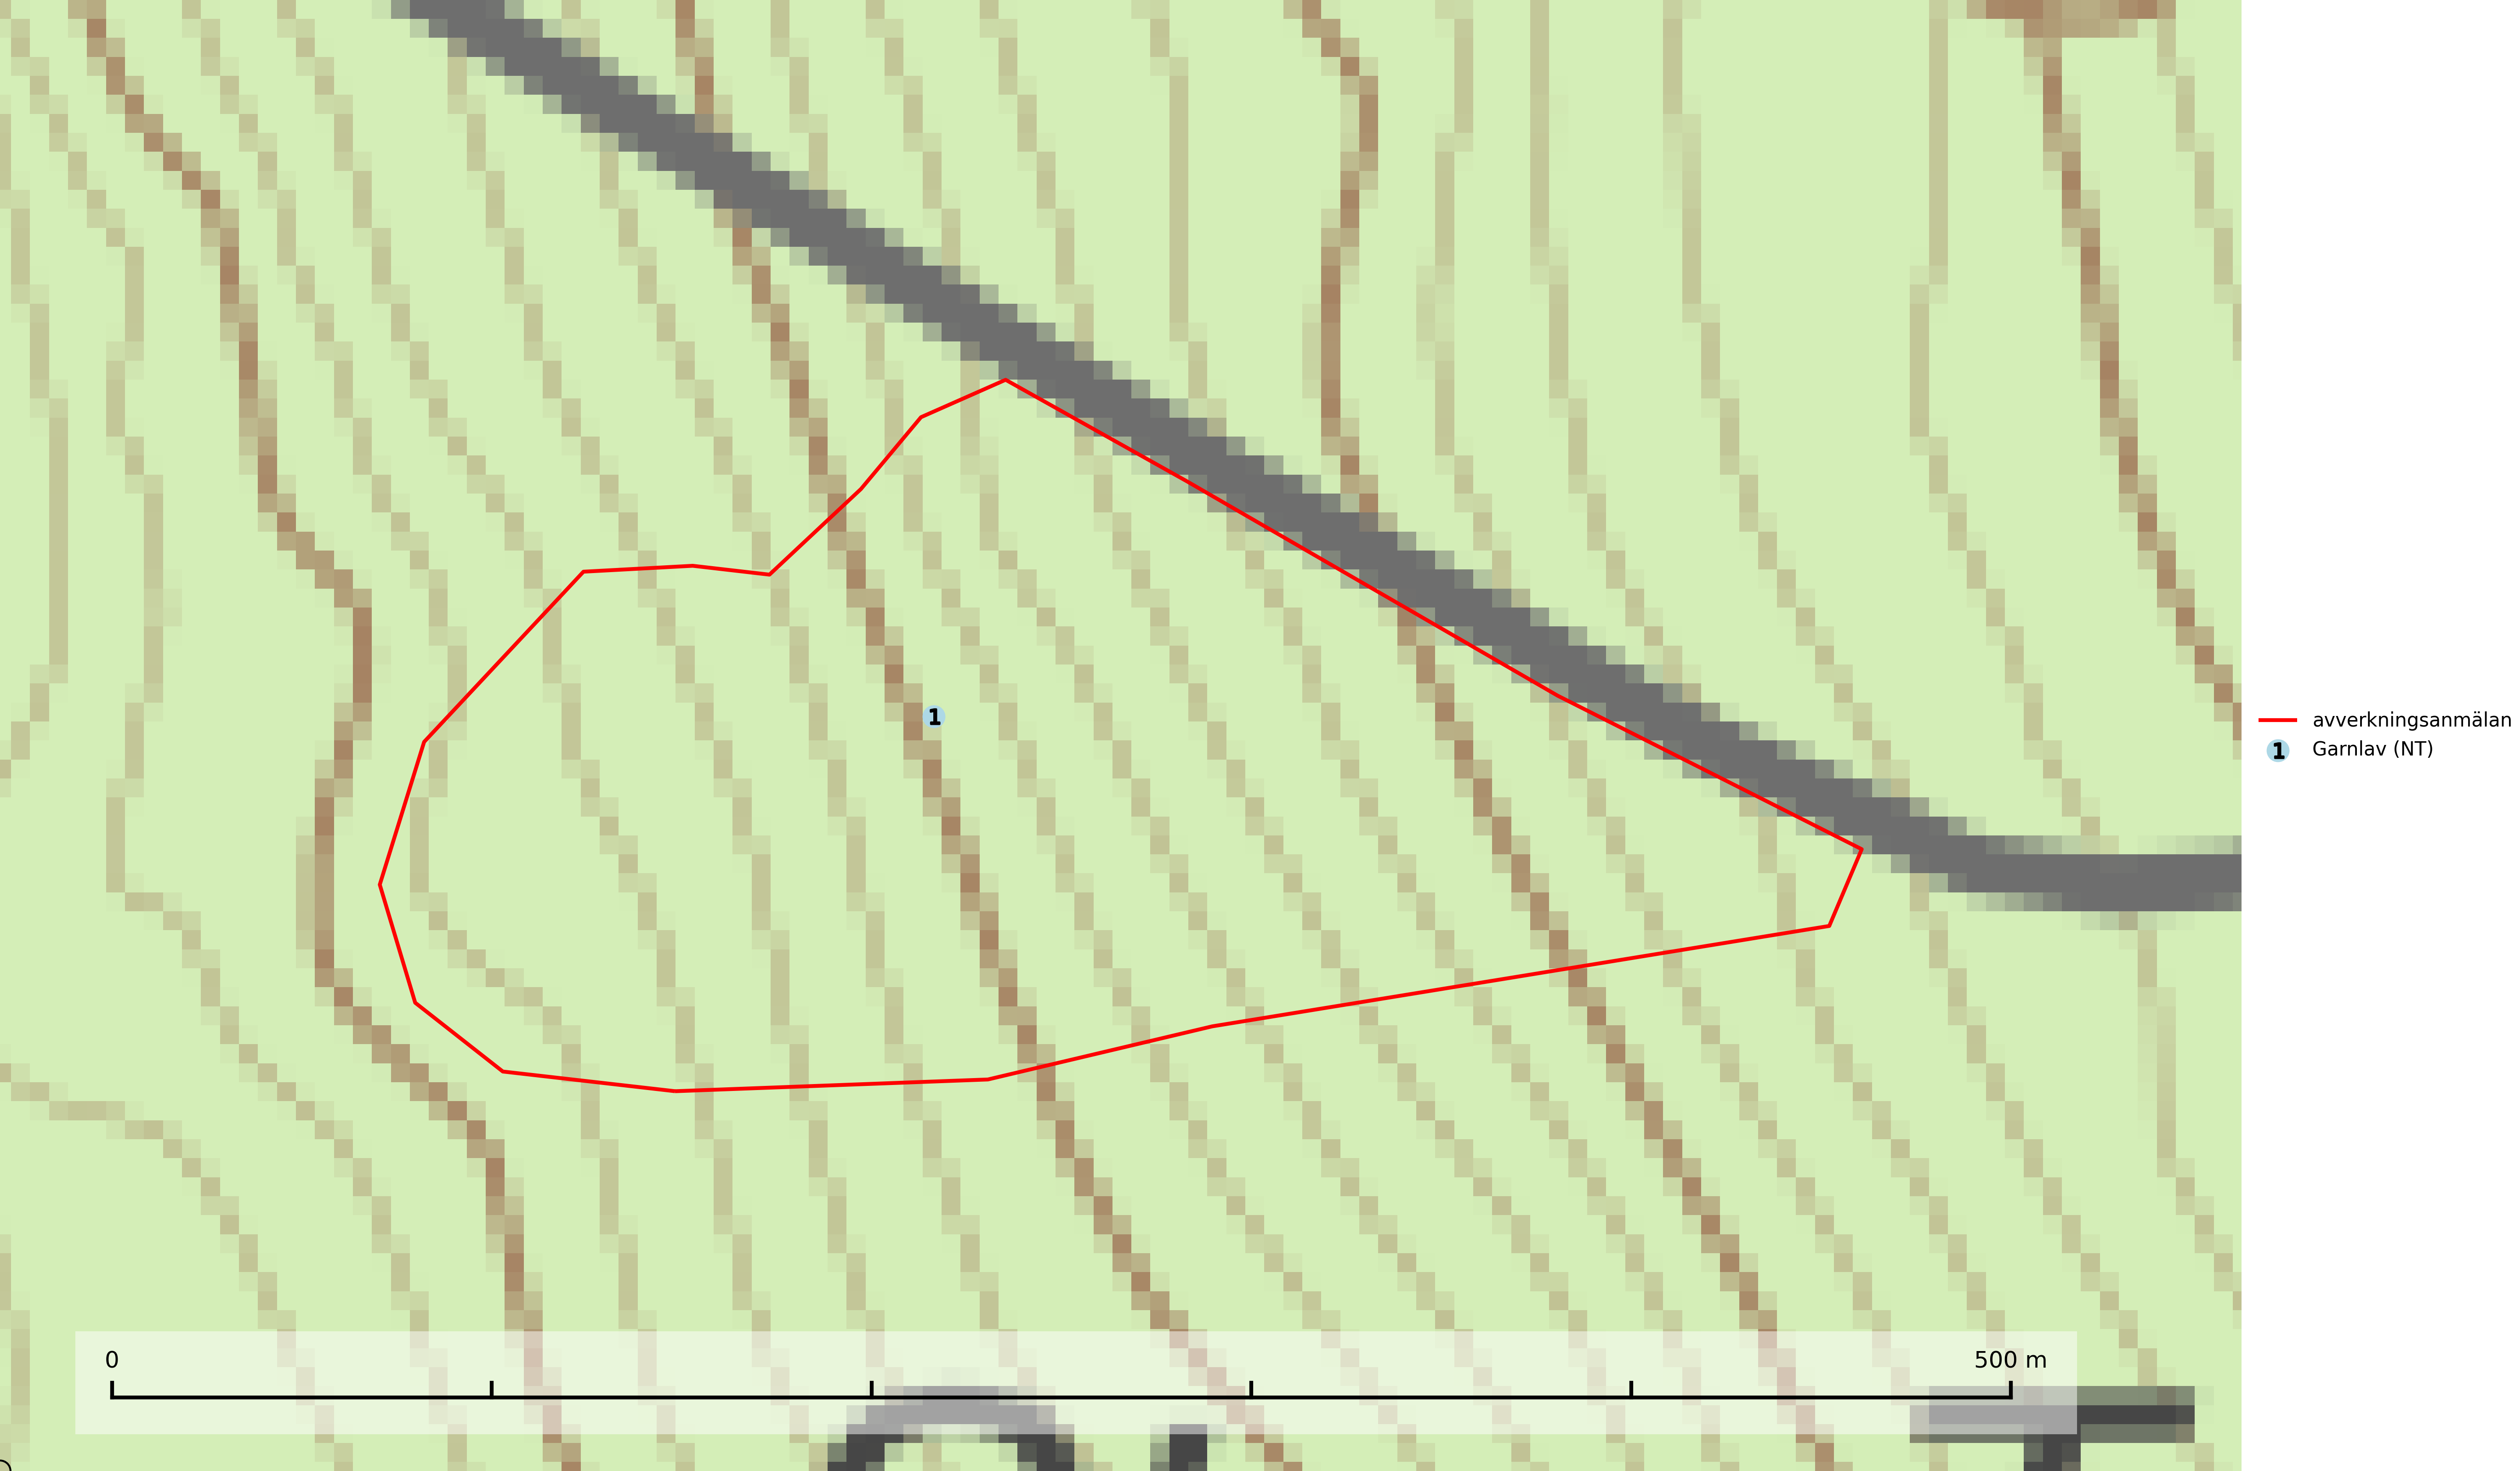 1
avverkningsanmälan
1 Garnlav (NT)
0 500 m